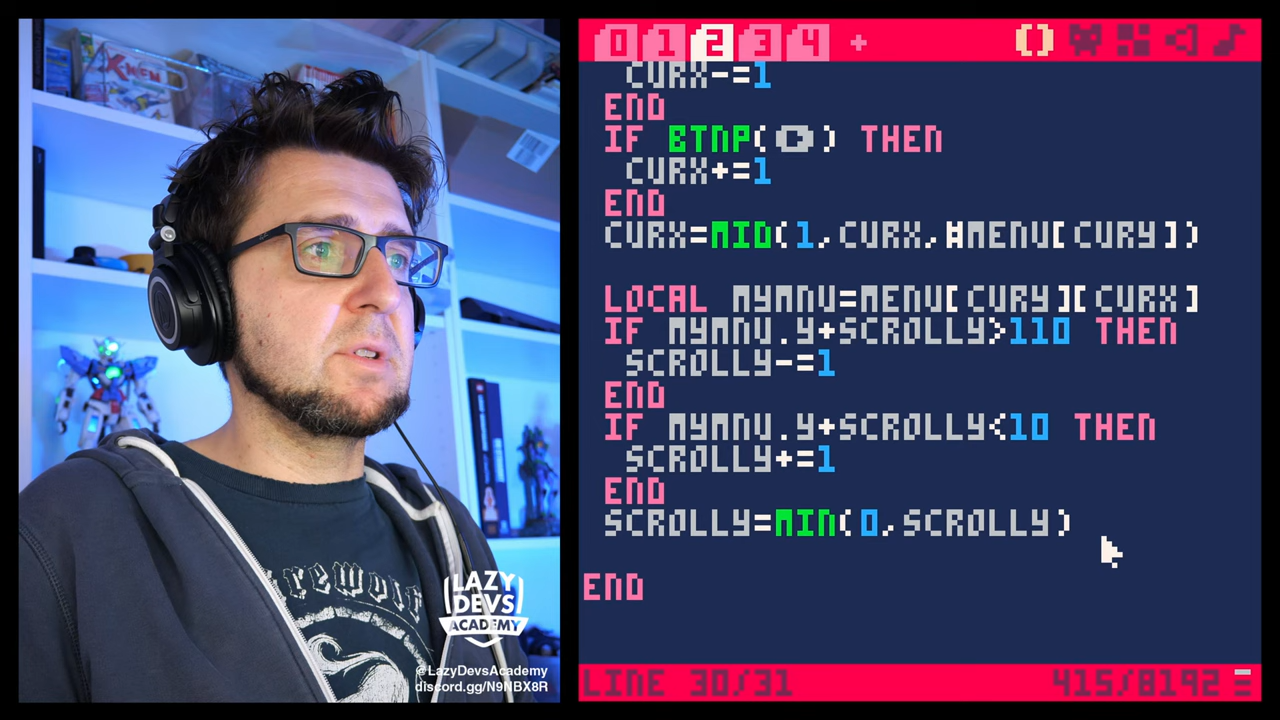 X-MEN
LAZY
DEVS
ACADEMY
@LazyDevsAcademy
discord.gg/N9NBX8R
0 1 2 3 4 +
CURX-=1
END
IF BTNP(➡️) THEN
CURX+=1
END
CURX=MID(1,CURX,#MENU[CURY])
LOCAL MYMNU=MENU[CURY][CURX]
IF MYMNU.Y+SCROLLY>110 THEN
SCROLLY-=1
END
IF MYMNU.Y+SCROLLY<10 THEN
SCROLLY+=1
END
SCROLLY=MIN(0,SCROLLY)
END
LINE 30/31
415/8192